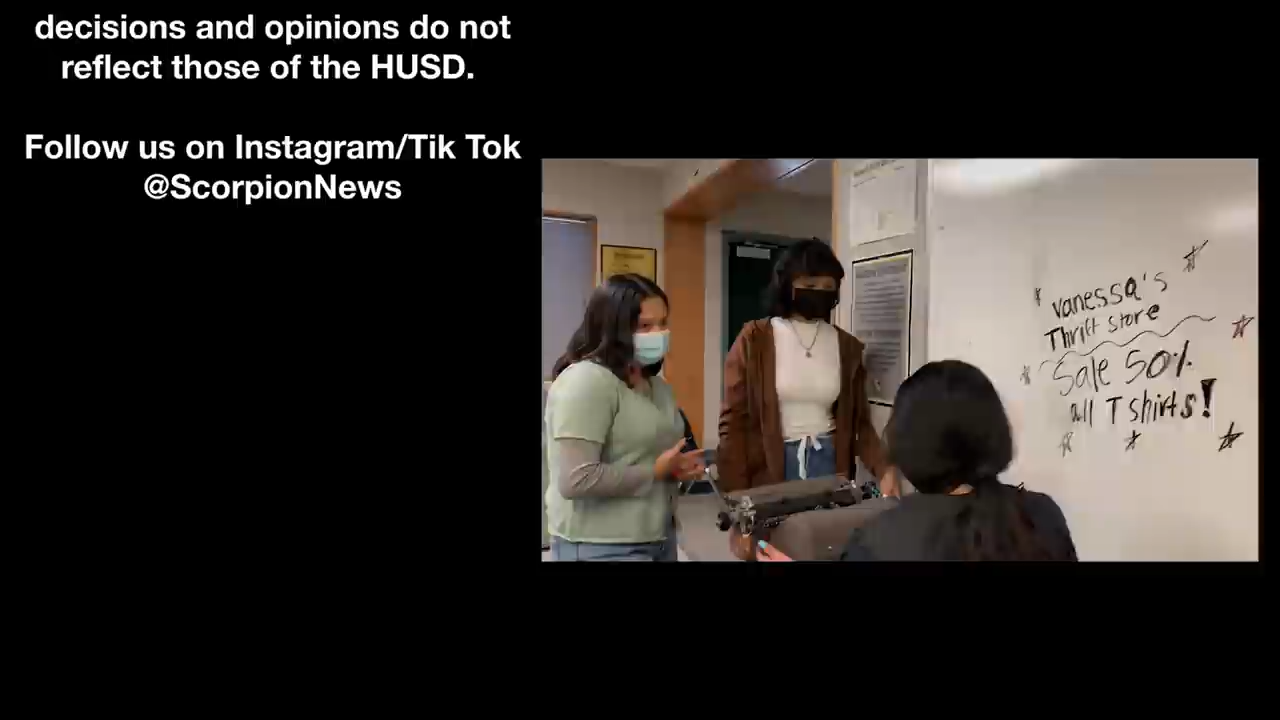 decisions and opinions do not
reflect those of the HUSD.
Follow us on Instagram/Tik Tok
@ScorpionNews
vanessa's
Thrift store
Sale 50%
all T shirts!